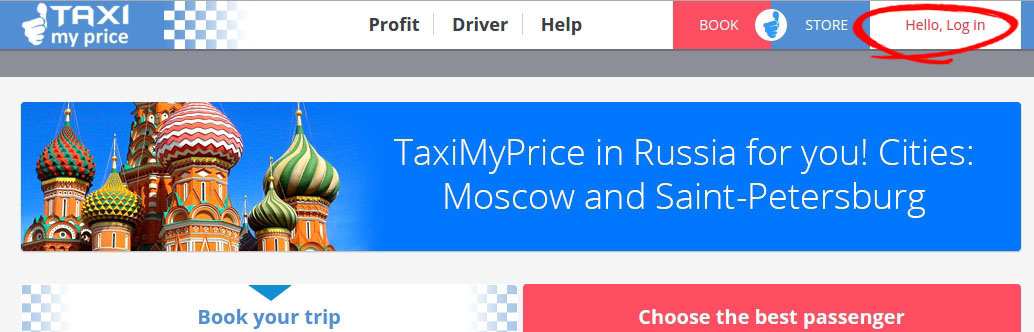 TAXI
my price
Profit Driver Help
BOOK STORE
Hello, Log in
TaxiMyPrice in Russia for you! Cities:
Moscow and Saint-Petersburg
Book your trip
Choose the best passenger